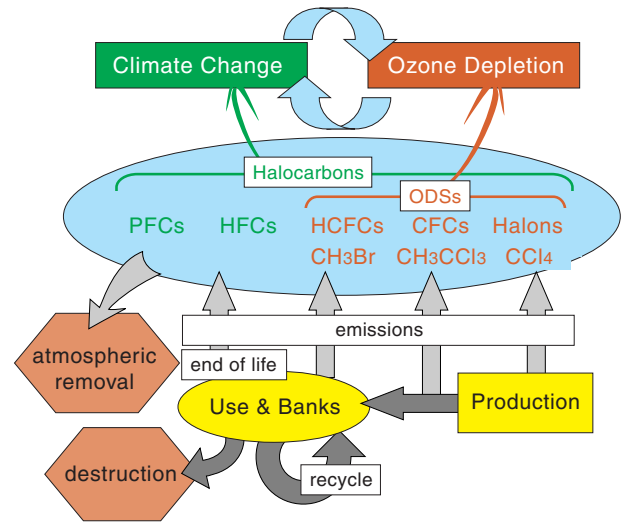 Climate Change
Ozone Depletion
Halocarbons
ODSs
PFCs HFCs HCFCs CFCs Halons
CH3Br CH3CCl3 CCl4
emissions
atmospheric
removal
end of life
Use & Banks
Production
destruction
recycle